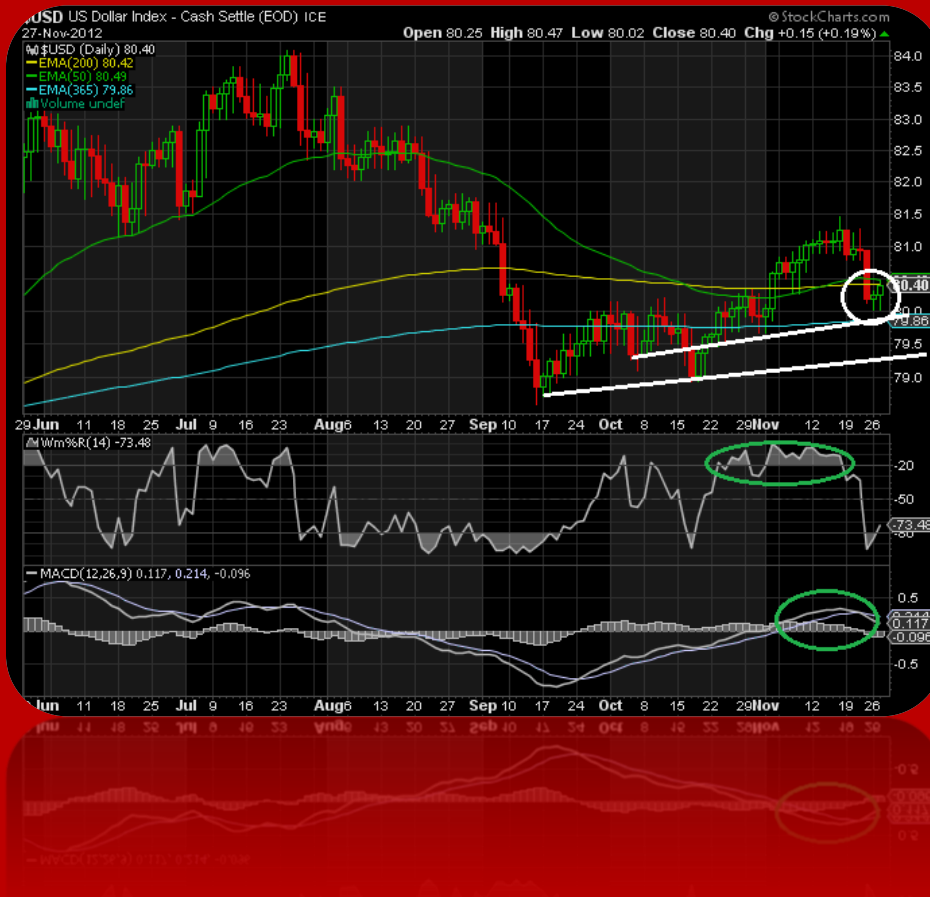 $USD US Dollar Index - Cash Settle (EOD) ICE © StockCharts.com
27-Nov-2012 Open 80.25 High 80.47 Low 80.02 Close 80.40 Chg +0.15 (+0.19%)
$USD (Daily) 80.40
EMA(200) 80.42
EMA(50) 80.49
EMA(365) 79.86
Volume undef
84.0
83.5
83.0
82.5
82.0
81.5
81.0
80.40
80.0
79.86
79.5
79.0
29 Jun 11 18 25 Jul 9 16 23 Aug 6 13 20 27 Sep 10 17 24 Oct 8 15 22 29 Nov 12 19 26
Wm%R(14) -73.48
-20
-50
-73.48
-80
MACD(12,26,9) 0.117, 0.214, -0.096
0.5
0.214
0.117
-0.096
-0.5
Jun 11 18 25 Jul 9 16 23 Aug 6 13 20 27 Sep 10 17 24 Oct 8 15 22 29 Nov 12 19 26